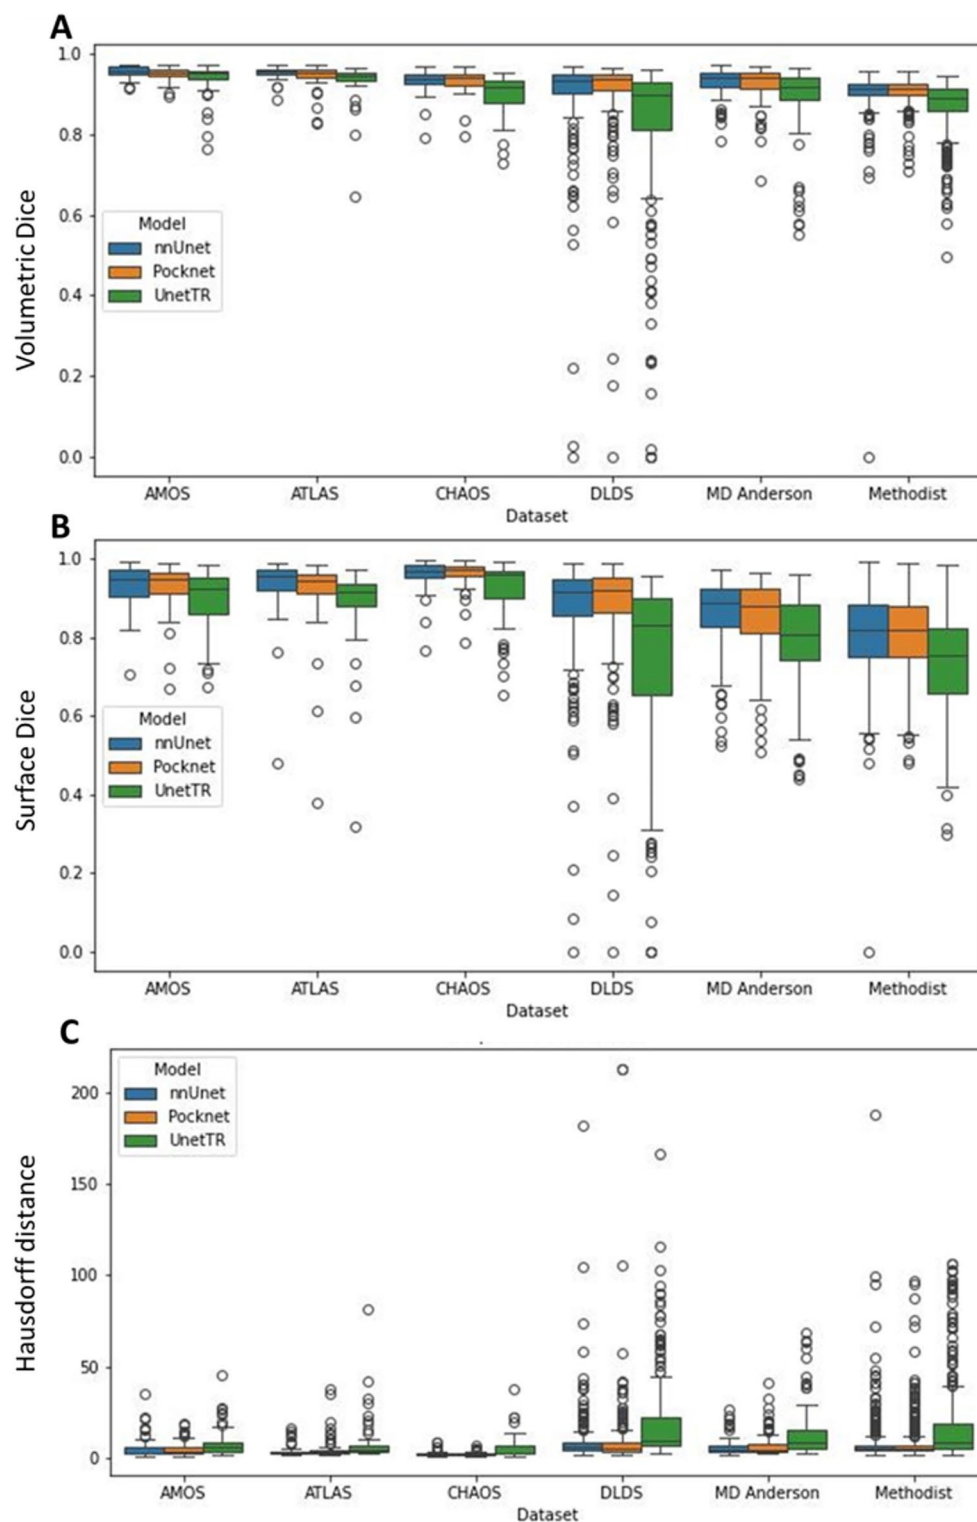 A
Volumetric Dice
1.0
0.8
0.6
0.4
0.2
0.0
Model
nnUnet
Pocknet
UnetTR
AMOS ATLAS CHAOS DLDS MD Anderson Methodist
Dataset
B
Surface Dice
1.0
0.8
0.6
0.4
0.2
0.0
Model
nnUnet
Pocknet
UnetTR
AMOS ATLAS CHAOS DLDS MD Anderson Methodist
Dataset
C
Hausdorff distance
200
150
100
50
0
Model
nnUnet
Pocknet
UnetTR
AMOS ATLAS CHAOS DLDS MD Anderson Methodist
Dataset